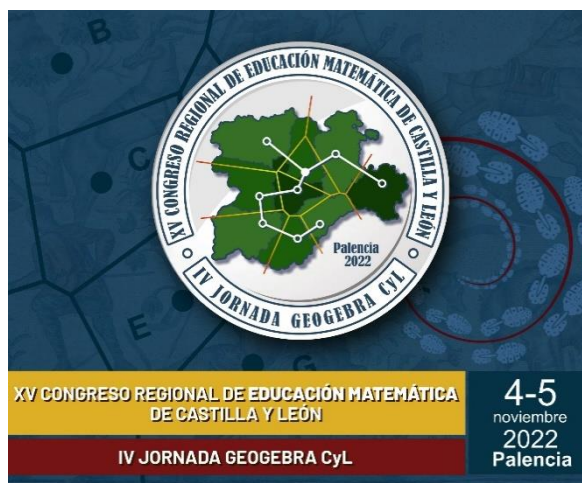 B
C
E
G
XV CONGRESO REGIONAL DE EDUCACIÓN MATEMÁTICA DE CASTILLA Y LEÓN
Palencia
2022
IV JORNADA GEOGEBRA CyL
XV CONGRESO REGIONAL DE EDUCACIÓN MATEMÁTICA
DE CASTILLA Y LEÓN
IV JORNADA GEOGEBRA CyL
4-5
noviembre
2022
Palencia